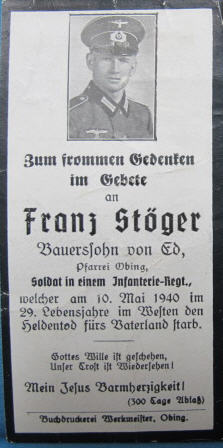 Zum frommen Gedenken
im Gebete
an
Franz Stöger
Bauerssohn von Ed,
Pfarrei Obing,
Soldat in einem Infanterie-Regt.,
welcher am 10. Mai 1940 im
29. Lebensjahre im Westen den
Heldentod fürs Vaterland starb.
Gottes Wille ist geschehen,
Unser Trost ist Wiedersehen!
Mein Jesus Barmherzigkeit!
(300 Tage Ablaß)
Buchdruckerei Werkmeister, Obing.